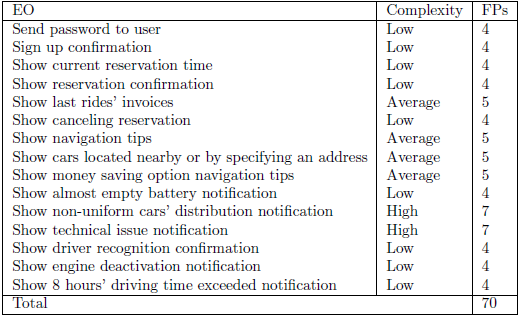 EO Complexity FPs
Send password to user Low 4
Sign up confirmation Low 4
Show current reservation time Low 4
Show reservation confirmation Low 4
Show last rides' invoices Average 5
Show canceling reservation Low 4
Show navigation tips Average 5
Show cars located nearby or by specifying an address Average 5
Show money saving option navigation tips Average 5
Show almost empty battery notification Low 4
Show non-uniform cars' distribution notification High 7
Show technical issue notification High 7
Show driver recognition confirmation Low 4
Show engine deactivation notification Low 4
Show 8 hours' driving time exceeded notification Low 4
Total 70